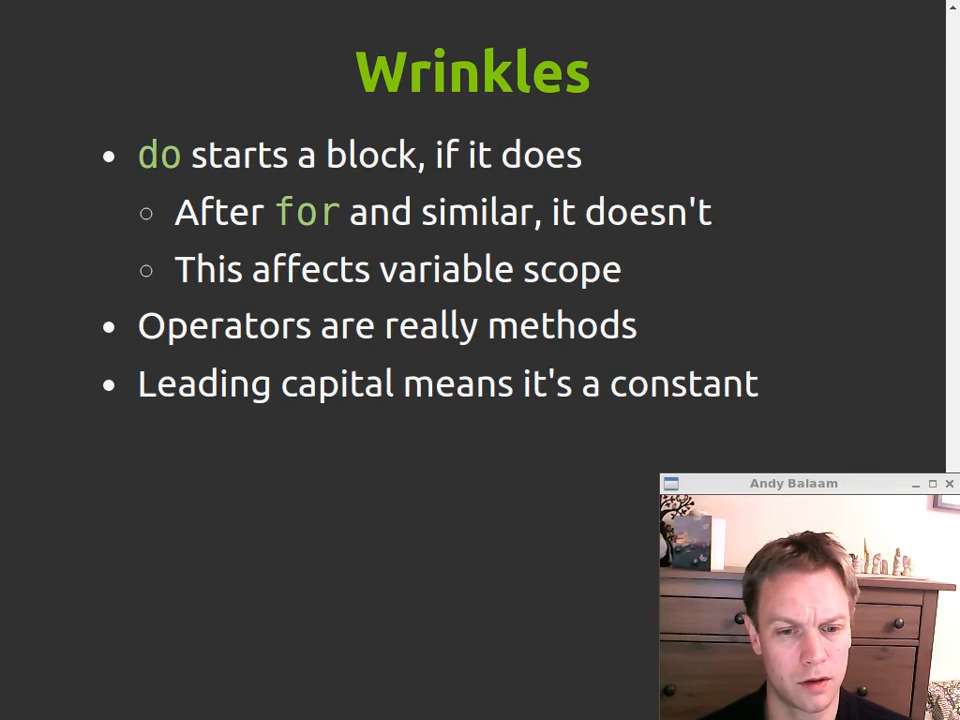 Wrinkles
do starts a block, if it does
After for and similar, it doesn't
This affects variable scope
Operators are really methods
Leading capital means it's a constant
Andy Balaam